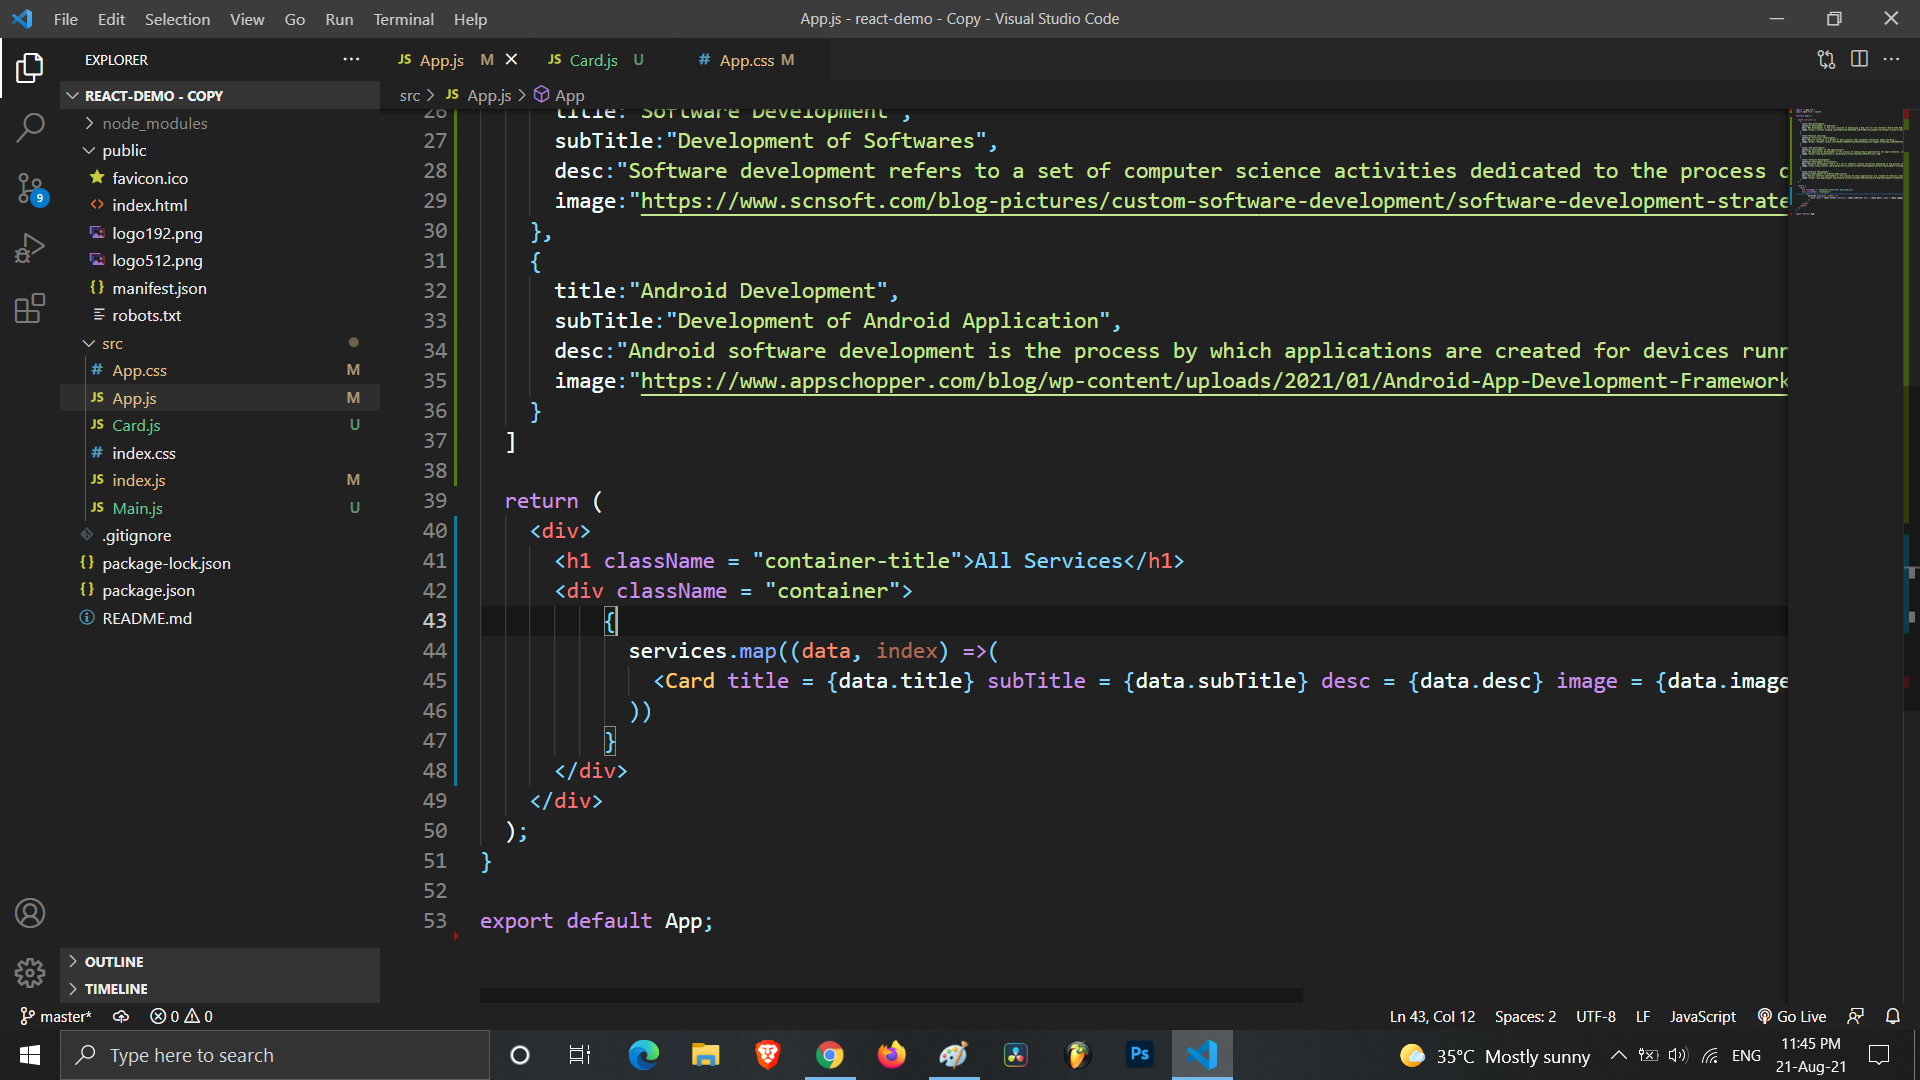 File Edit Selection View Go Run Terminal Help
App.js - react-demo - Copy - Visual Studio Code
EXPLORER
JS App.js M
JS Card.js U
# App.css M
REACT-DEMO - COPY
src > JS App.js > App
node_modules
public
favicon.ico
<> index.html
logo192.png
logo512.png
{} manifest.json
robots.txt
src
# App.css M
JS App.js M
JS Card.js U
# index.css
JS index.js M
JS Main.js U
.gitignore
{} package-lock.json
{} package.json
README.md
OUTLINE
TIMELINE
9
26 title:"Software Development",
27 subTitle:"Development of Softwares",
28 desc:"Software development refers to a set of computer science activities dedicated to the process
29 image:"https://www.scnsoft.com/blog-pictures/custom-software-development/software-development-strate
30 },
31 {
32 title:"Android Development",
33 subTitle:"Development of Android Application",
34 desc:"Android software development is the process by which applications are created for devices runn
35 image:"https://www.appschopper.com/blog/wp-content/uploads/2021/01/Android-App-Development-Framework
36 }
37 ]
38
39 return (
40 <div>
41 <h1 className = "container-title">All Services</h1>
42 <div className = "container">
43 {
44 services.map((data, index) =>(
45 <Card title = {data.title} subTitle = {data.subTitle} desc = {data.desc} image = {data.image
46 ))
47 }
48 </div>
49 </div>
50 );
51 }
52
53 export default App;
master* 0 0
Ln 43, Col 12 Spaces: 2 UTF-8 LF JavaScript Go Live
Type here to search
Ps
35°C Mostly sunny
ENG
11:45 PM
21-Aug-21